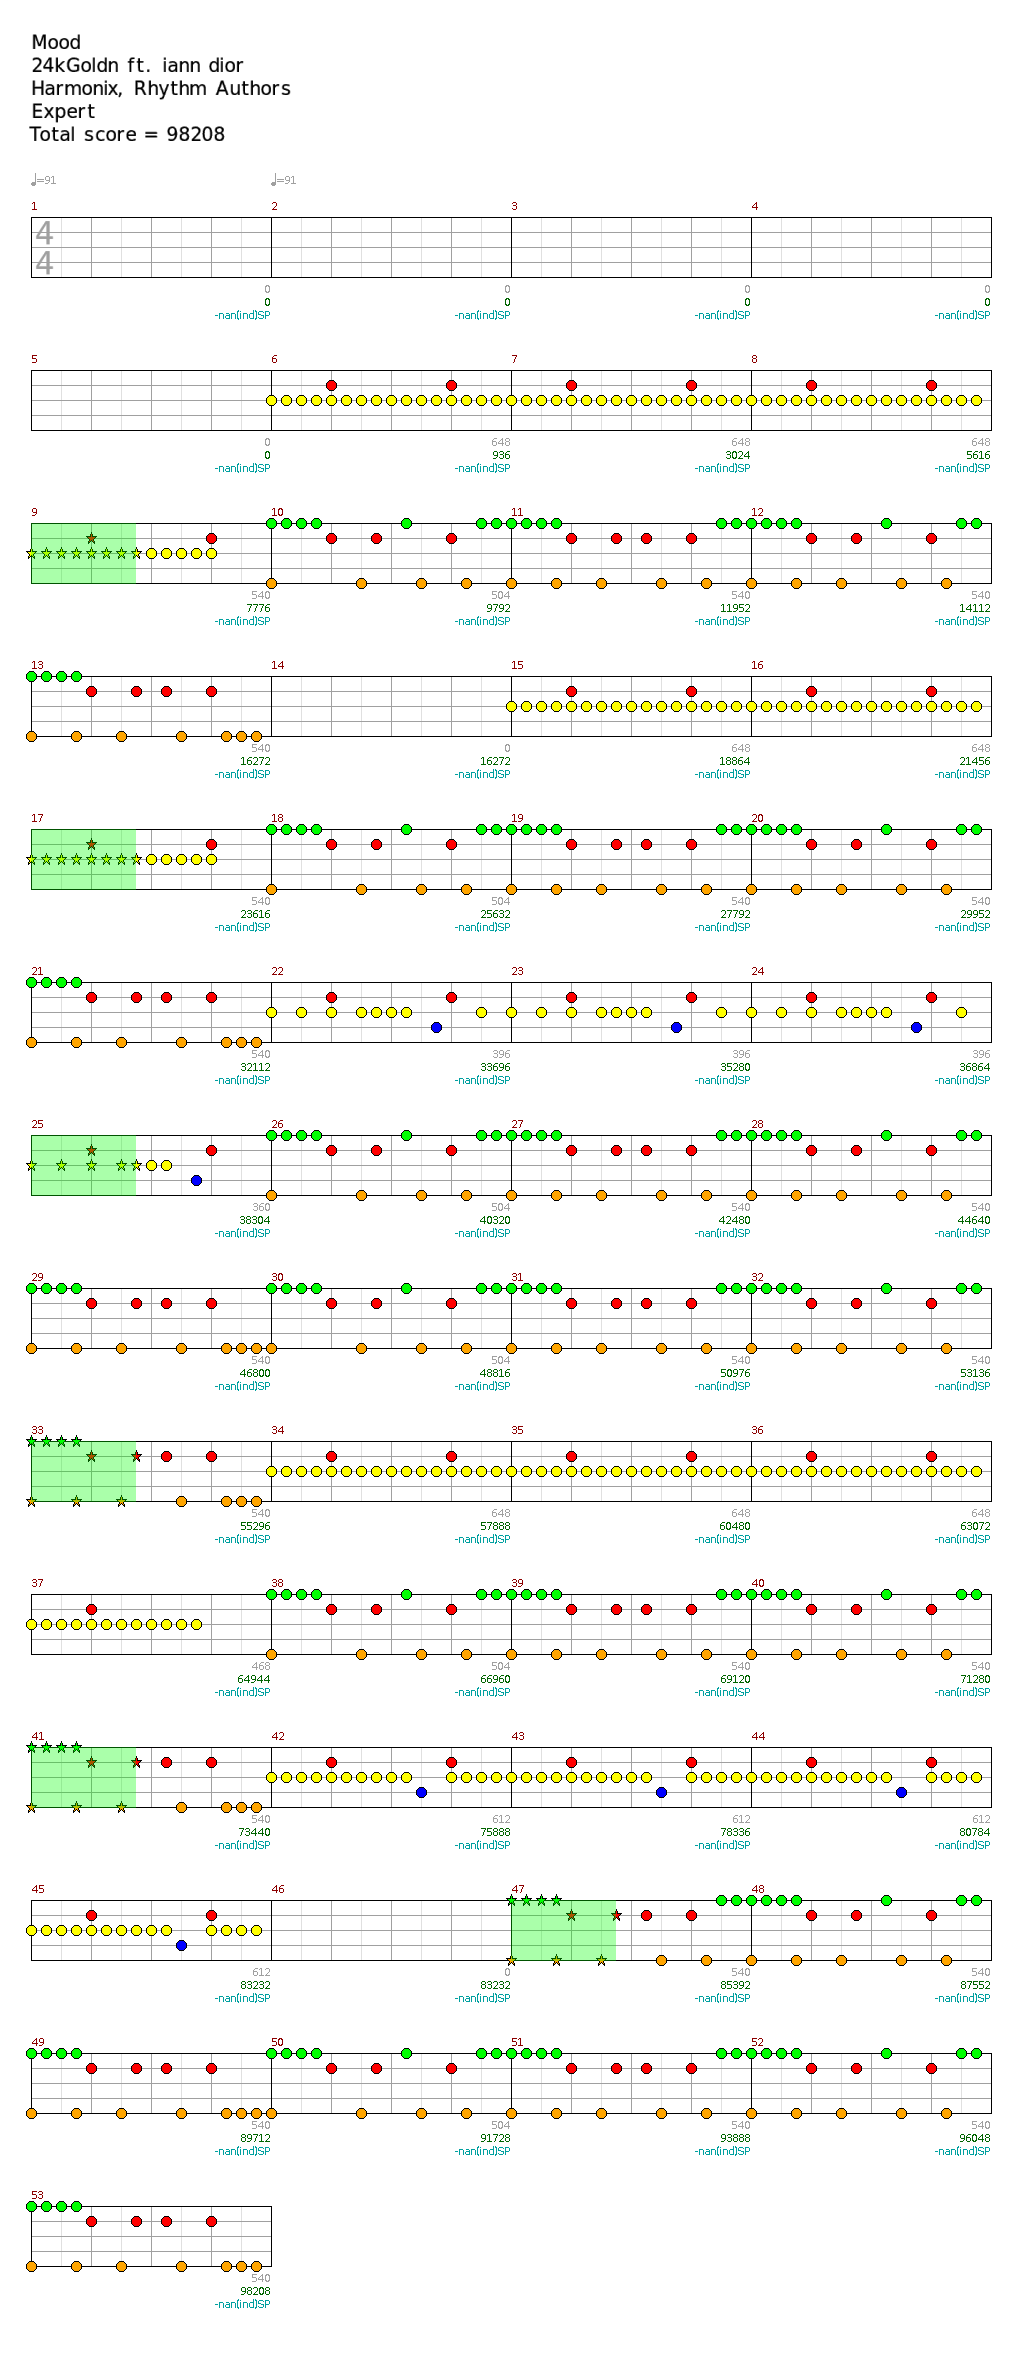 Mood
24kGoldn ft. iann dior
Harmonix, Rhythm Authors
Expert
Total score = 98208
♩=91 ♩=91
1 2 3 4
4
4
0 0 0 0
0 0 0 0
-nan(ind)SP -nan(ind)SP -nan(ind)SP -nan(ind)SP
5 6 7 8
0 648 648 648
0 936 3024 5616
-nan(ind)SP -nan(ind)SP -nan(ind)SP -nan(ind)SP
9 10 11 12
540 504 540 540
7776 9792 11952 14112
-nan(ind)SP -nan(ind)SP -nan(ind)SP -nan(ind)SP
13 14 15 16
540 0 648 648
16272 16272 18864 21456
-nan(ind)SP -nan(ind)SP -nan(ind)SP -nan(ind)SP
17 18 19 20
540 504 540 540
23616 25632 27792 29952
-nan(ind)SP -nan(ind)SP -nan(ind)SP -nan(ind)SP
21 22 23 24
540 396 396 396
32112 33696 35280 36864
-nan(ind)SP -nan(ind)SP -nan(ind)SP -nan(ind)SP
25 26 27 28
360 504 540 540
38304 40320 42480 44640
-nan(ind)SP -nan(ind)SP -nan(ind)SP -nan(ind)SP
29 30 31 32
540 504 540 540
46800 48816 50976 53136
-nan(ind)SP -nan(ind)SP -nan(ind)SP -nan(ind)SP
33 34 35 36
540 648 648 648
55296 57888 60480 63072
-nan(ind)SP -nan(ind)SP -nan(ind)SP -nan(ind)SP
37 38 39 40
468 504 540 540
64944 66960 69120 71280
-nan(ind)SP -nan(ind)SP -nan(ind)SP -nan(ind)SP
41 42 43 44
540 612 612 612
73440 75888 78336 80784
-nan(ind)SP -nan(ind)SP -nan(ind)SP -nan(ind)SP
45 46 47 48
612 0 540 540
83232 83232 85392 87552
-nan(ind)SP -nan(ind)SP -nan(ind)SP -nan(ind)SP
49 50 51 52
540 504 540 540
89712 91728 93888 96048
-nan(ind)SP -nan(ind)SP -nan(ind)SP -nan(ind)SP
53
540
98208
-nan(ind)SP